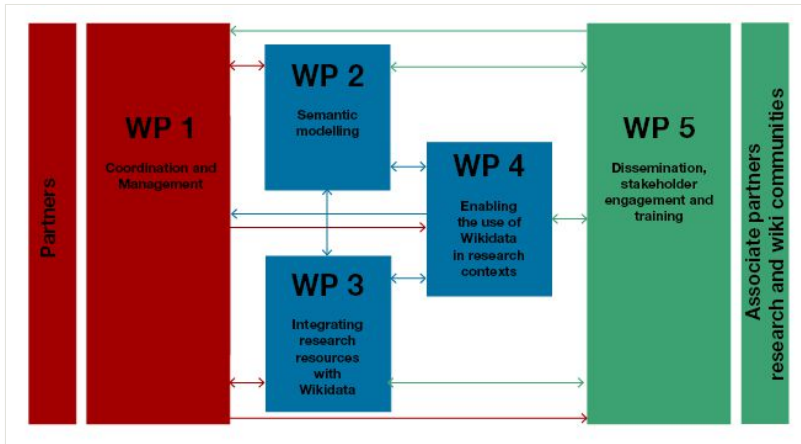 Partners
WP 1
Coordination and
Management
WP 2
Semantic
modelling
WP 3
Integrating
research
resources
with
Wikidata
WP 4
Enabling
the use of
Wikidata
in research
contexts
WP 5
Dissemination,
stakeholder
engagement and
training
Associate partners
research and wiki communities